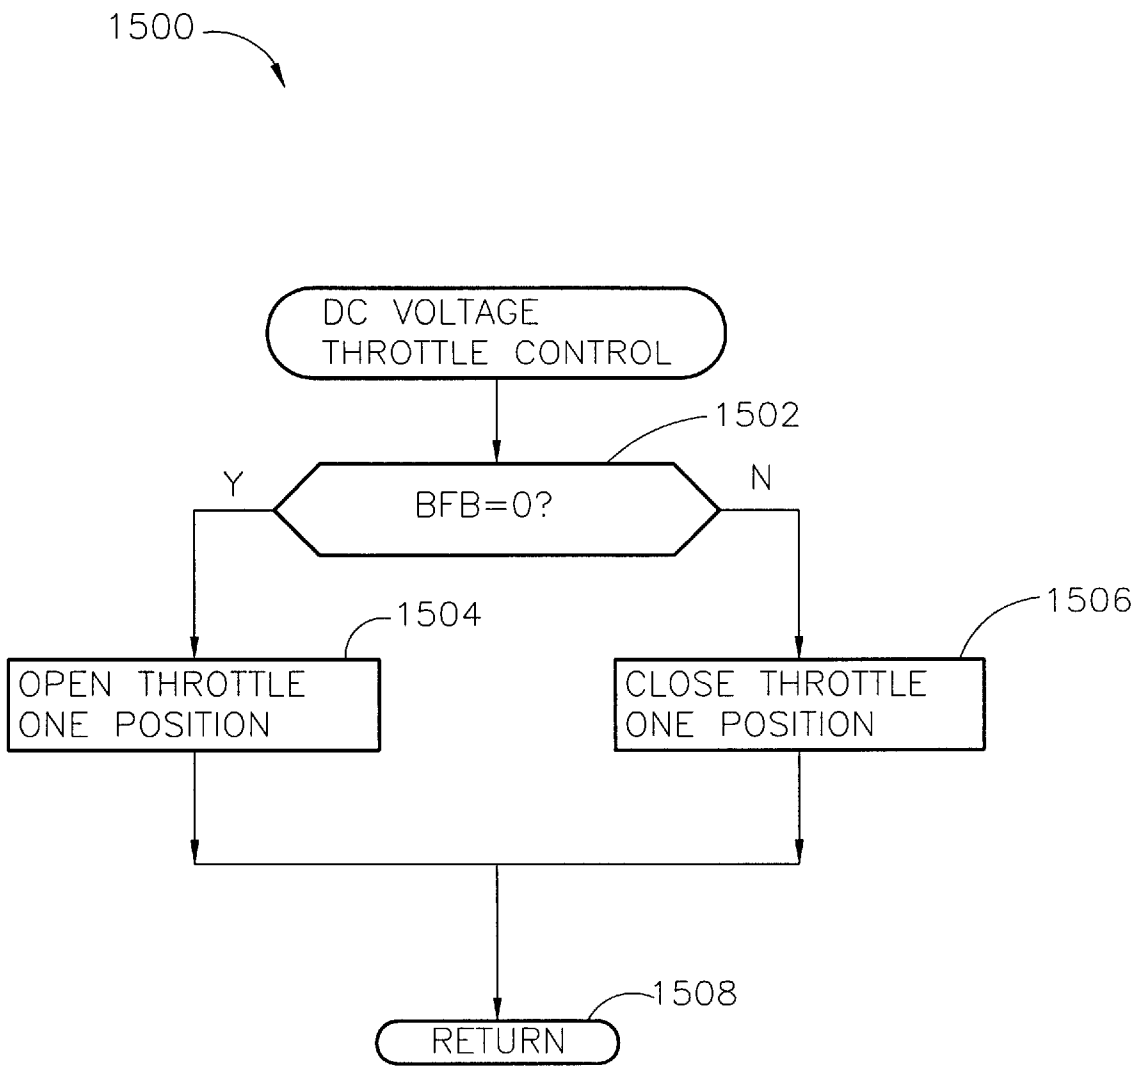 1500
DC VOLTAGE
THROTTLE CONTROL
1502
Y
N
BFB=0?
1504
1506
OPEN THROTTLE
ONE POSITION
CLOSE THROTTLE
ONE POSITION
1508
RETURN